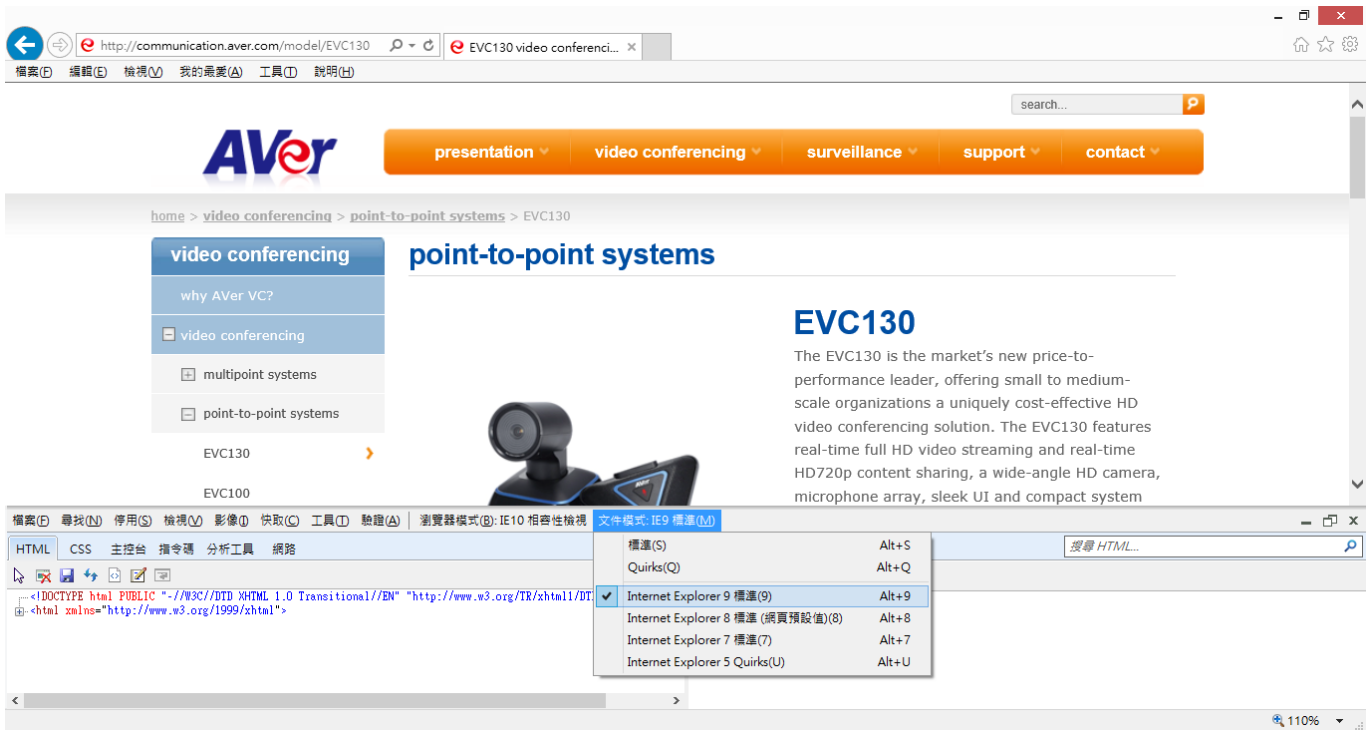 http://communication.aver.com/model/EVC130
EVC130 video conferenci...
檔案(F) 編輯(E) 檢視(V) 我的最愛(A) 工具(T) 說明(H)
search...
AVer
presentation video conferencing surveillance support contact
home > video conferencing > point-to-point systems > EVC130
video conferencing
why AVer VC?
video conferencing
multipoint systems
point-to-point systems
EVC130
EVC100
point-to-point systems
EVC130
The EVC130 is the market's new price-to-
performance leader, offering small to medium-
scale organizations a uniquely cost-effective HD
video conferencing solution. The EVC130 features
real-time full HD video streaming and real-time
HD720p content sharing, a wide-angle HD camera,
microphone array, sleek UI and compact system
檔案(F) 尋找(N) 停用(S) 檢視(V) 影像(I) 快取(C) 工具(T) 驗證(A) 瀏覽器模式(B): IE10 相容性檢視 文件模式: IE9 標準(M)
HTML CSS 主控台 指令碼 分析工具 網路
搜尋 HTML...
標準(S) Alt+S
Quirks(Q) Alt+Q
Internet Explorer 9 標準(9) Alt+9
Internet Explorer 8 標準 (網頁預設值)(8) Alt+8
Internet Explorer 7 標準(7) Alt+7
Internet Explorer 5 Quirks(U) Alt+U
<!DOCTYPE html PUBLIC "-//W3C//DTD XHTML 1.0 Transitional//EN" "http://www.w3.org/TR/xhtml1/DT
<html xmlns="http://www.w3.org/1999/xhtml">
110%